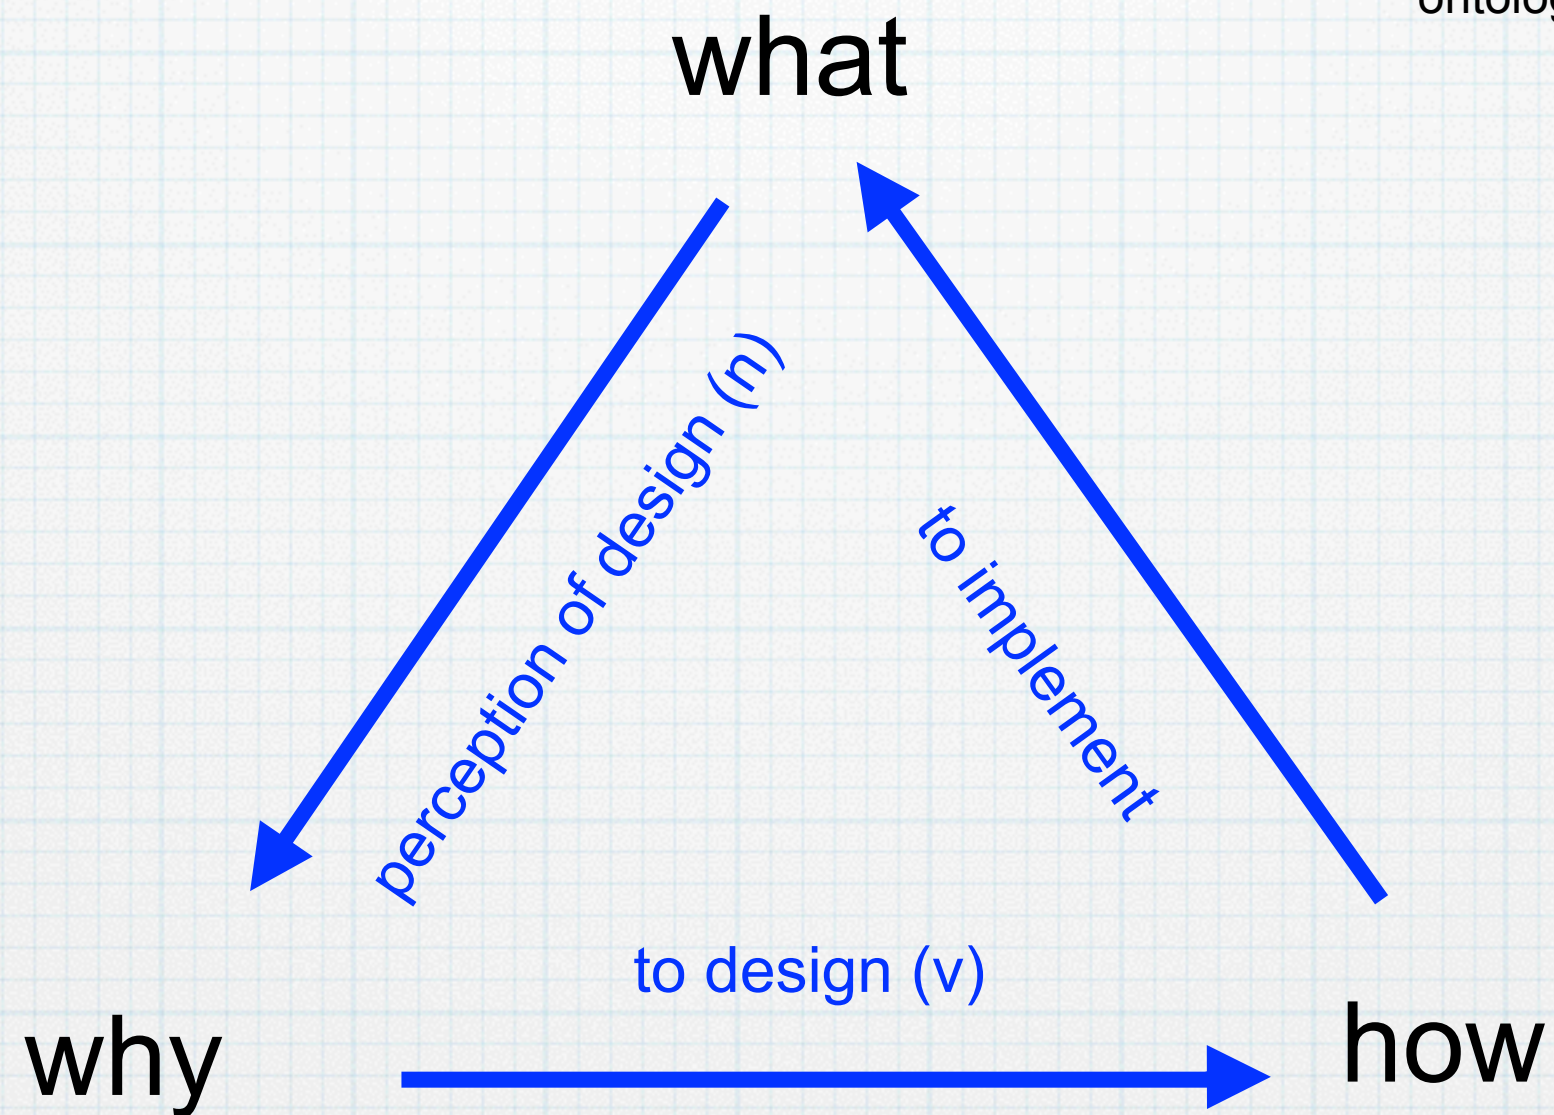 what
perception of design (n)
to implement
to design (v)
why
how